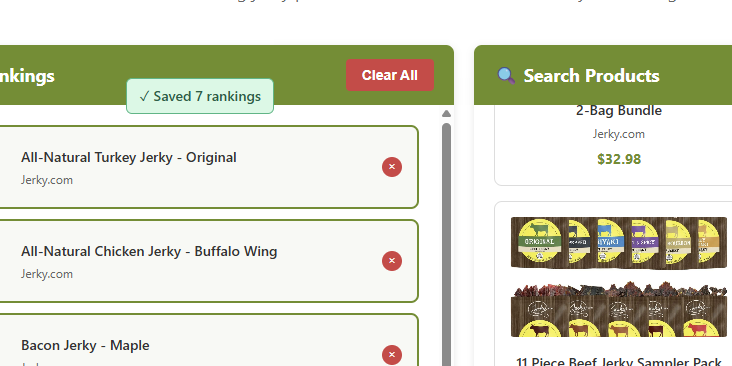 nkings
Clear All
✓ Saved 7 rankings
All-Natural Turkey Jerky - Original
Jerky.com
All-Natural Chicken Jerky - Buffalo Wing
Jerky.com
Bacon Jerky - Maple
Search Products
2-Bag Bundle
Jerky.com
$32.98
ORIGINAL
11 Piece Beef Jerky Sampler Pack